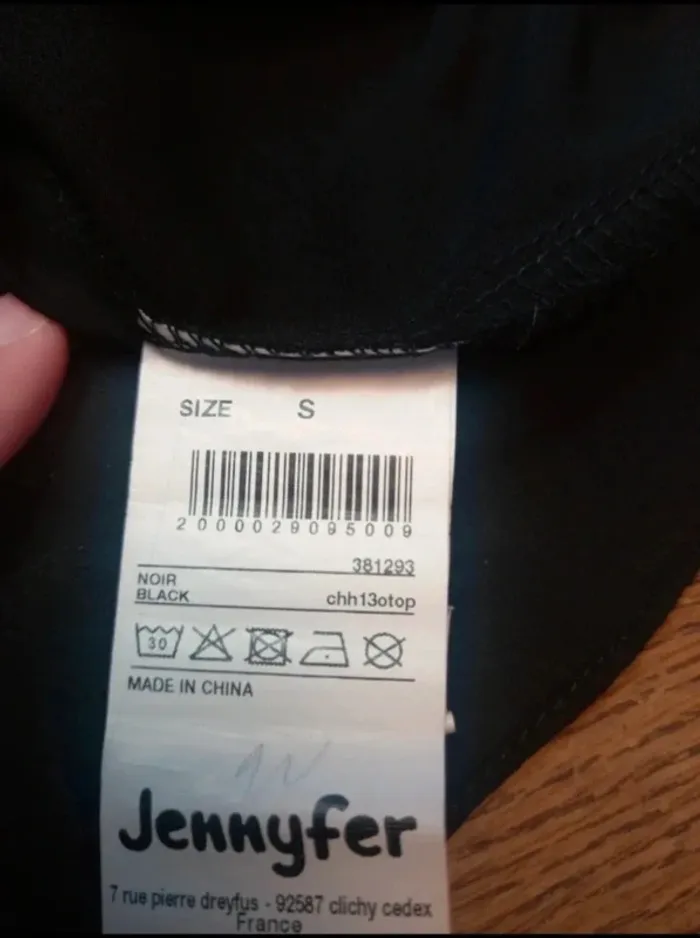 SIZE S
2000029095009
381293
NOIR
BLACK chh13otop
30
MADE IN CHINA
Jennyfer
7 rue pierre dreyfus - 92587 clichy cedex
France